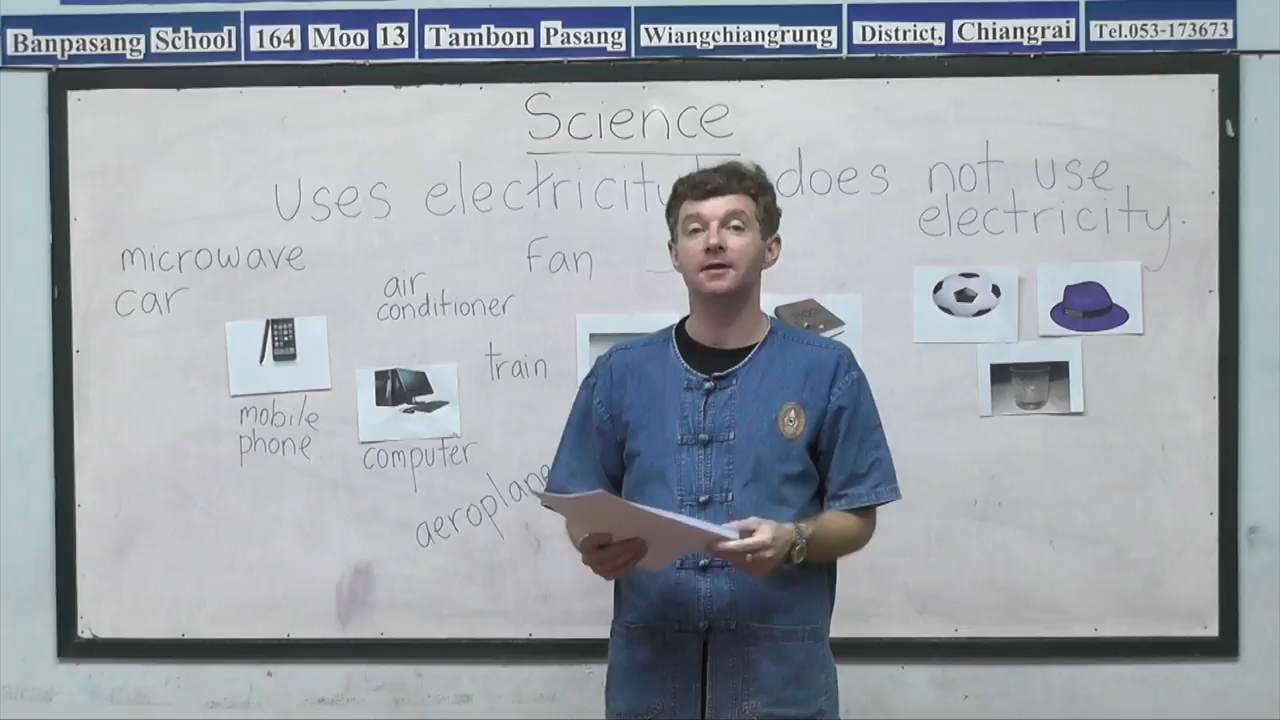 Banpasang School 164 Moo 13 Tambon Pasang Wiangchiangrung District, Chiangrai Tel.053-173673
Science
uses electricity does not use
electricity.
microwave
car
air
conditioner
Fan
train
mobile
phone
computer
aeroplane